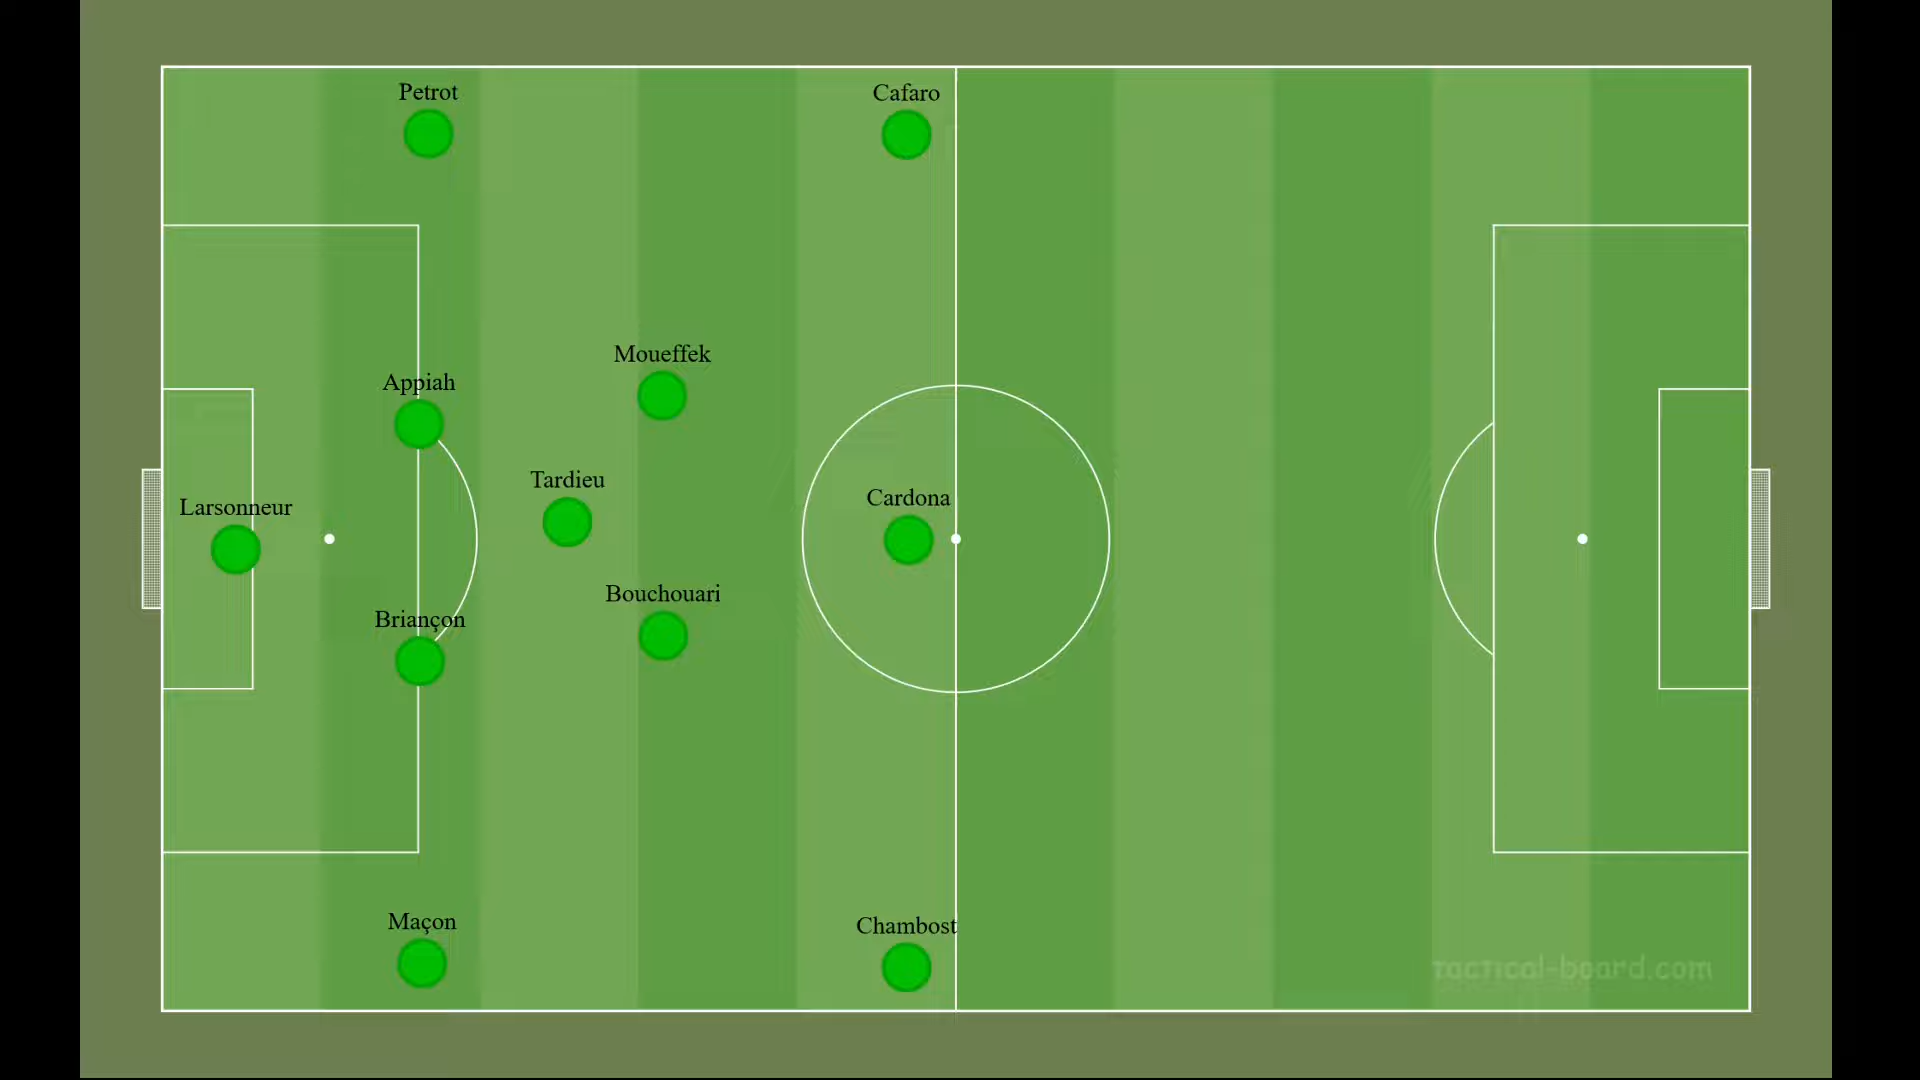 Petrot
Cafaro
Moueffek
Appiah
Tardieu
Cardona
Larsonneur
Bouchouari
Briançon
Maçon
Chambost
tactical-board.com